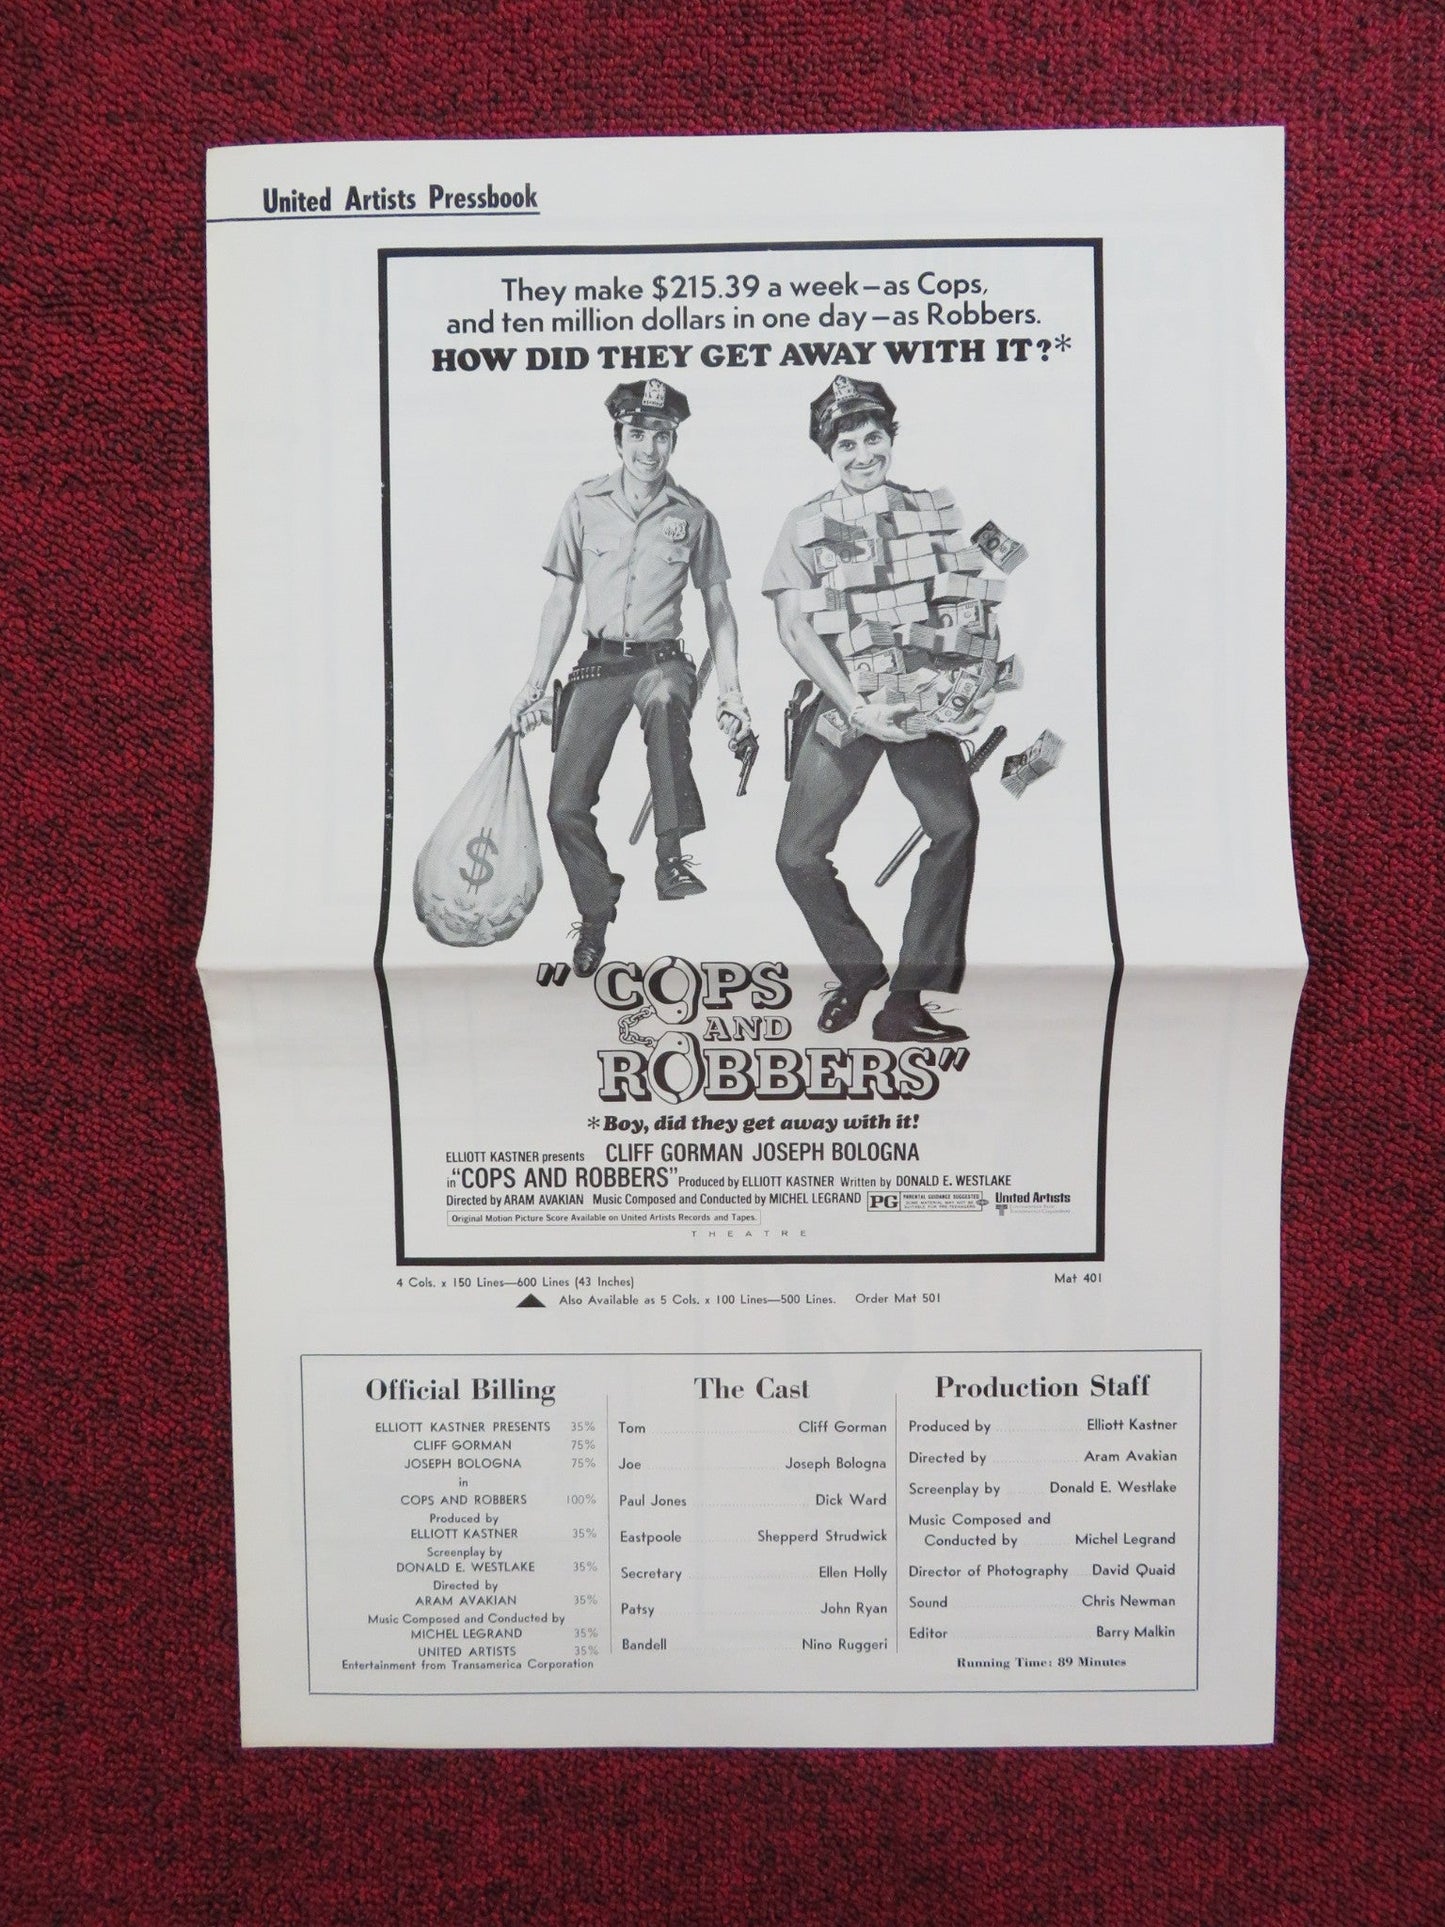 United Artists Pressbook
They make $215.39 a week—as Cops,
and ten million dollars in one day—as Robbers.
HOW DID THEY GET AWAY WITH IT?*
$
"COPS
AND
ROBBERS"
*Boy, did they get away with it!
ELLIOTT KASTNER presents CLIFF GORMAN JOSEPH BOLOGNA
in "COPS AND ROBBERS" Produced by ELLIOTT KASTNER Written by DONALD E. WESTLAKE
Directed by ARAM AVAKIAN Music Composed and Conducted by MICHEL LEGRAND PG PARENTAL GUIDANCE SUGGESTED United Artists
Original Motion Picture Score Available on United Artists Records and Tapes.
THEATRE
4 Cols. x 150 Lines—600 Lines (43 Inches) Mat 401
Also Available as 5 Cols. x 100 Lines—500 Lines. Order Mat 501
Official Billing
ELLIOTT KASTNER PRESENTS 35%
CLIFF GORMAN 75%
JOSEPH BOLOGNA 75%
in
COPS AND ROBBERS 100%
Produced by
ELLIOTT KASTNER 35%
Screenplay by
DONALD E. WESTLAKE 35%
Directed by
ARAM AVAKIAN 35%
Music Composed and Conducted by
MICHEL LEGRAND 35%
UNITED ARTISTS 35%
Entertainment from Transamerica Corporation
The Cast
Tom Cliff Gorman
Joe Joseph Bologna
Paul Jones Dick Ward
Eastpoole Shepperd Strudwick
Secretary Ellen Holly
Patsy John Ryan
Bandell Nino Ruggeri
Production Staff
Produced by Elliott Kastner
Directed by Aram Avakian
Screenplay by Donald E. Westlake
Music Composed and
Conducted by Michel Legrand
Director of Photography David Quaid
Sound Chris Newman
Editor Barry Malkin
Running Time: 89 Minutes